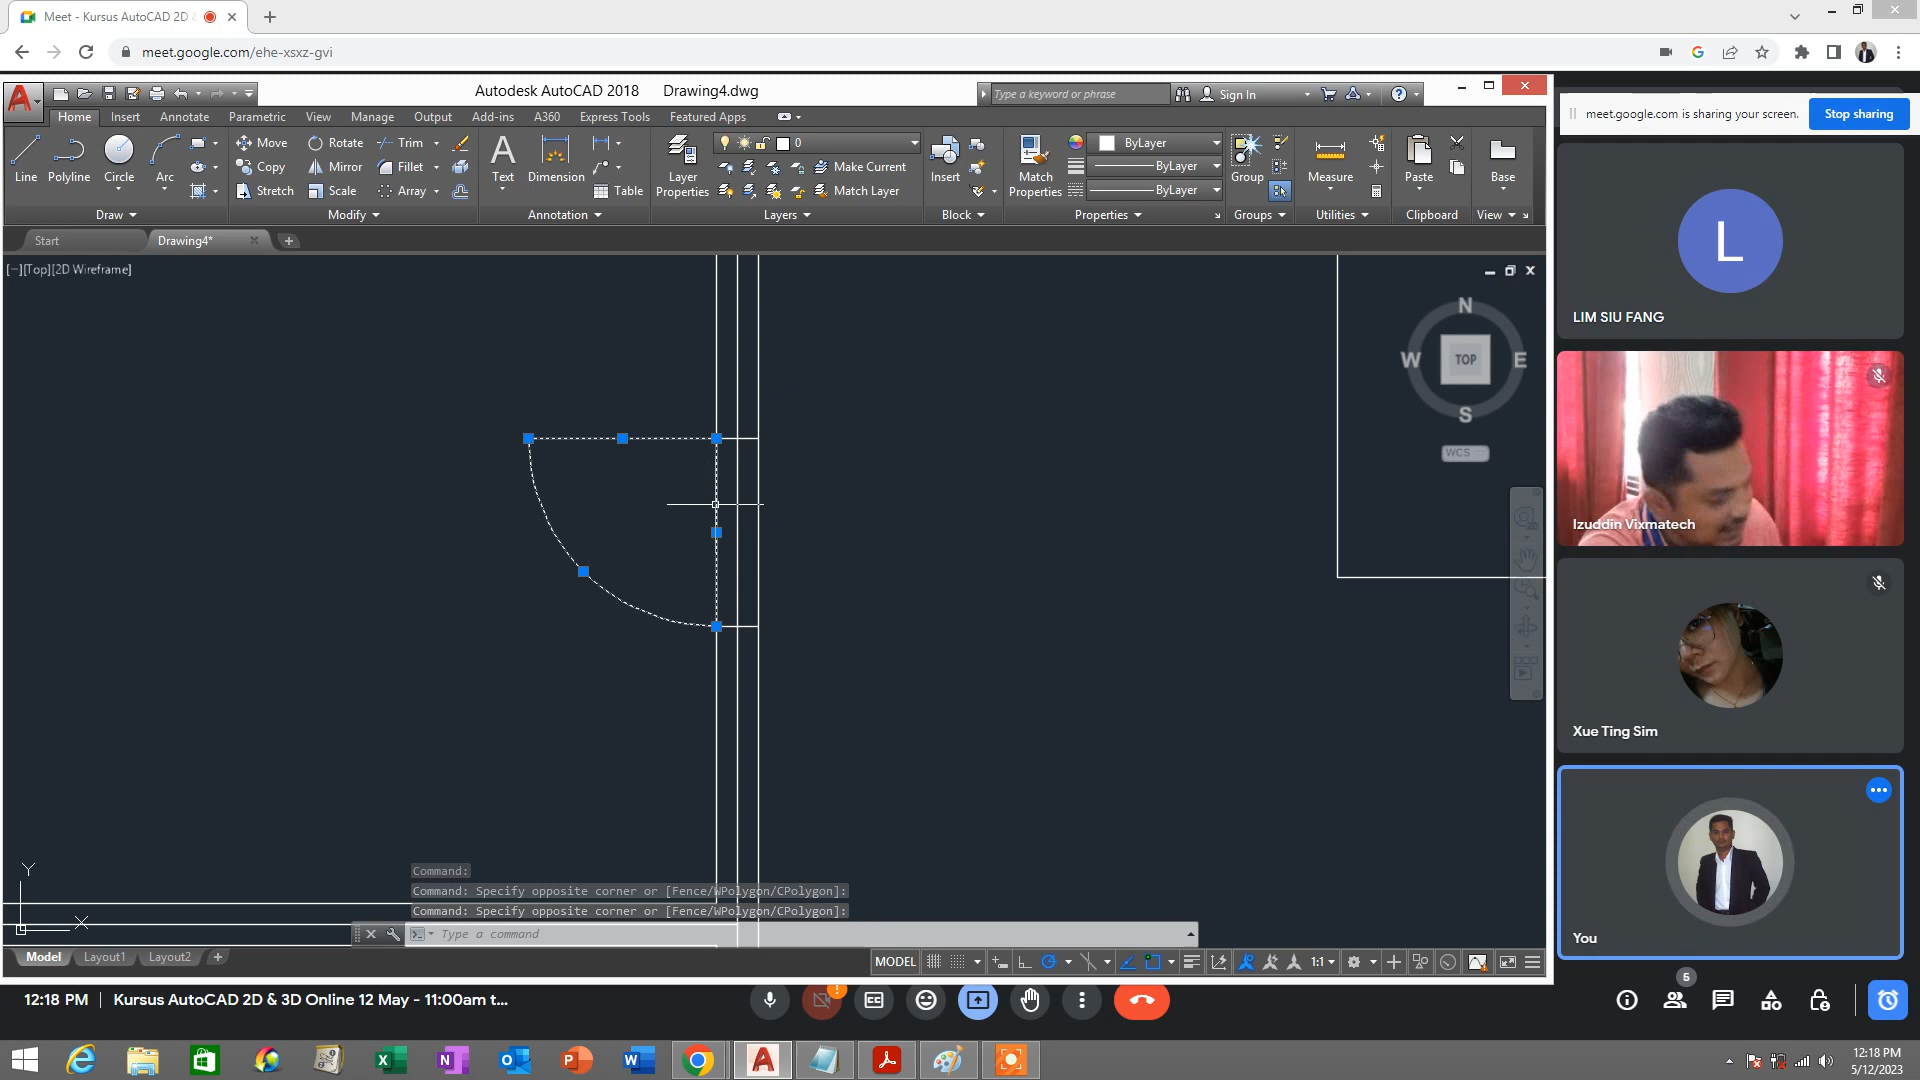 Meet - Kursus AutoCAD 2D
meet.google.com/ehe-xsxz-gvi
Autodesk AutoCAD 2018 Drawing4.dwg
Type a keyword or phrase
Sign In
Home Insert Annotate Parametric View Manage Output Add-ins A360 Express Tools Featured Apps
Line Polyline Circle Arc
Move Rotate Trim
Copy Mirror Fillet
Stretch Scale Array
Text Dimension Table
Layer Properties
0
Make Current
Match Layer
Insert
Match Properties
ByLayer
ByLayer
ByLayer
Group
Measure
Paste
Base
Draw Modify Annotation Layers Block Properties Groups Utilities Clipboard View
Start Drawing4*
[−][Top][2D Wireframe]
N
W TOP E
S
WCS
Y
X
Command:
Command: Specify opposite corner or [Fence/WPolygon/CPolygon]:
Command: Specify opposite corner or [Fence/WPolygon/CPolygon]:
Type a command
Model Layout1 Layout2 +
MODEL 1:1
meet.google.com is sharing your screen. Stop sharing
L
LIM SIU FANG
Izuddin Vixmatech
Xue Ting Sim
You
5
12:18 PM | Kursus AutoCAD 2D & 3D Online 12 May - 11:00am t...
12:18 PM
5/12/2023